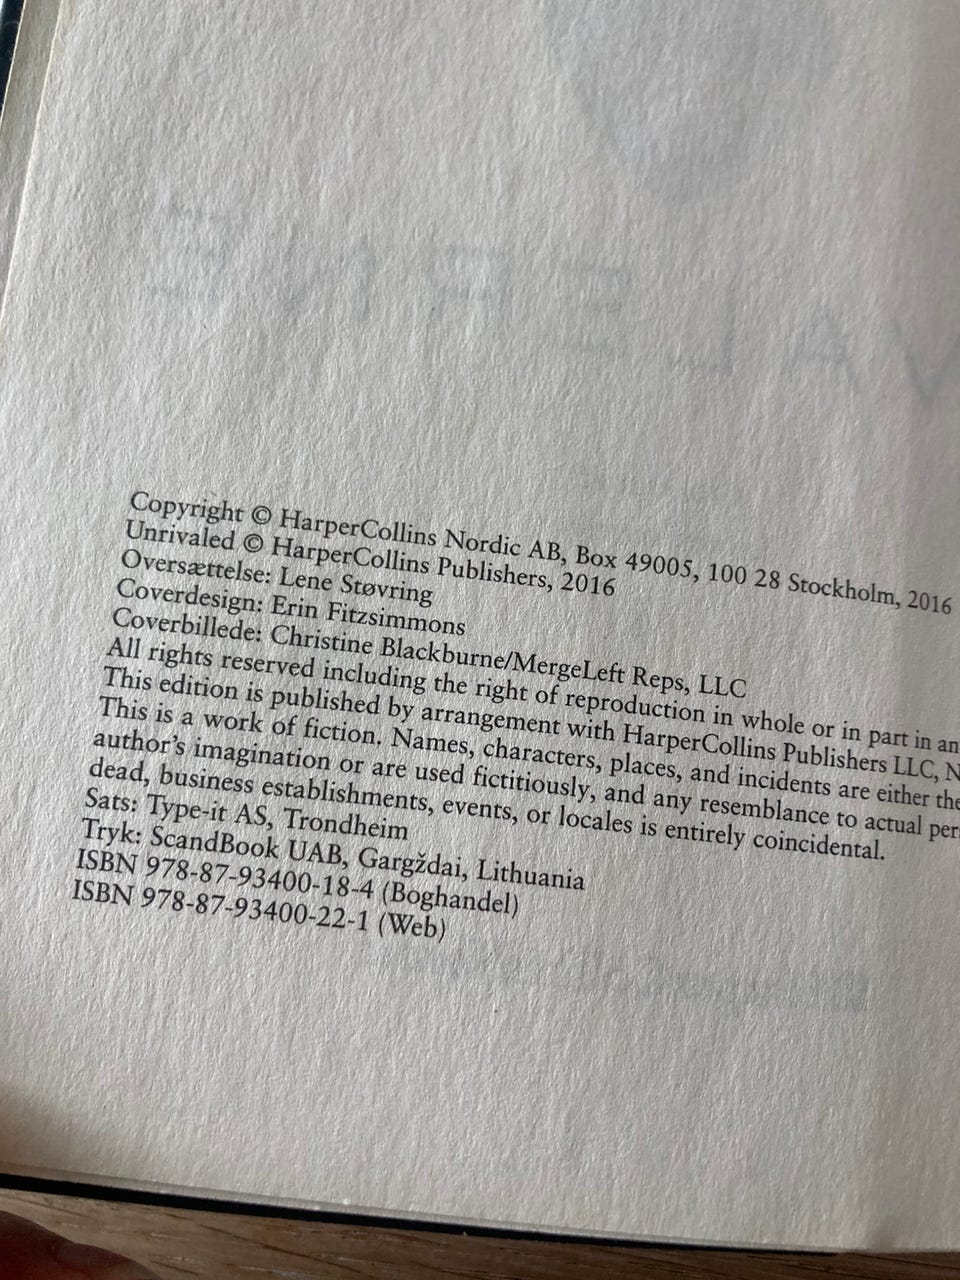 Copyright © HarperCollins Nordic AB, Box 49005, 100 28 Stockholm, 2016
Unrivaled © HarperCollins Publishers, 2016
Oversættelse: Lene Støvring
Coverdesign: Erin Fitzsimmons
Coverbillede: Christine Blackburne/MergeLeft Reps, LLC
All rights reserved including the right of reproduction in whole or in part in an
This edition is published by arrangement with HarperCollins Publishers LLC, N
This is a work of fiction. Names, characters, places, and incidents are either the
author's imagination or are used fictitiously, and any resemblance to actual per
dead, business establishments, events, or locales is entirely coincidental.
Sats: Type-it AS, Trondheim
Tryk: ScandBook UAB, Gargždai, Lithuania
ISBN 978-87-93400-18-4 (Boghandel)
ISBN 978-87-93400-22-1 (Web)